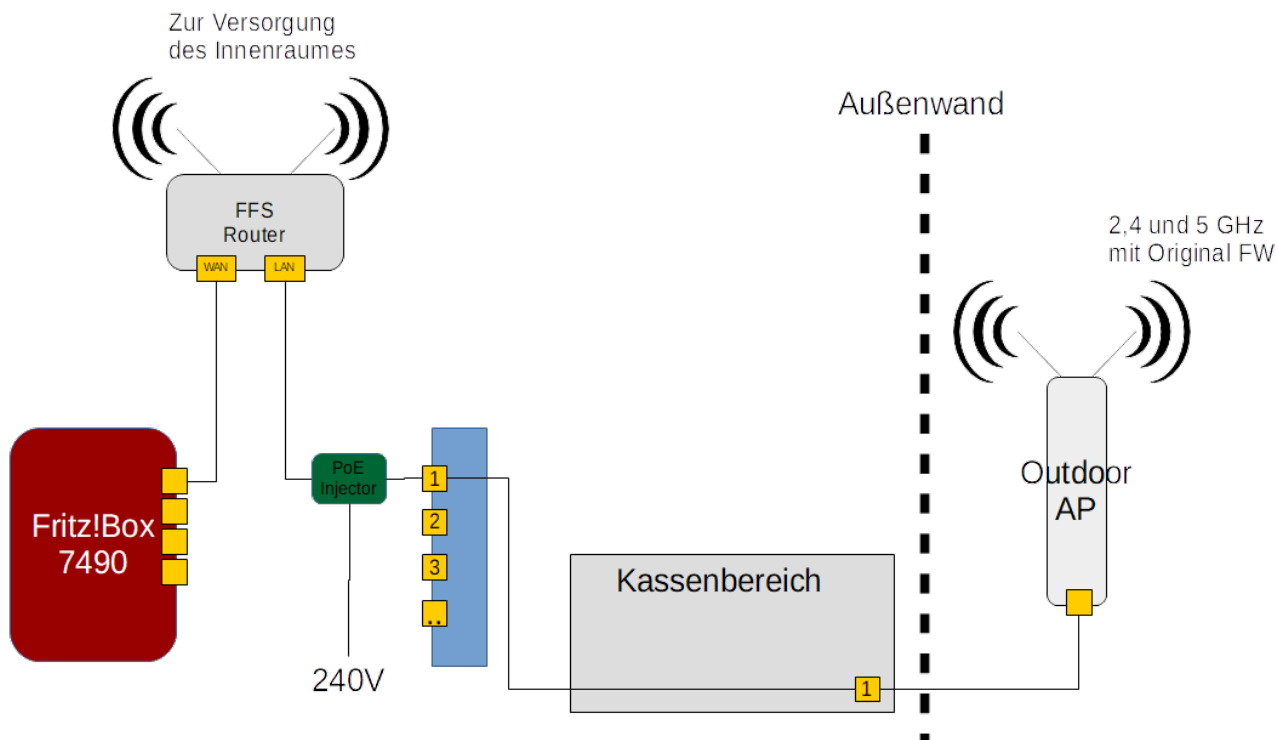 Zur Versorgung
des Innenraumes
Außenwand
FFS
Router
WAN
LAN
2,4 und 5 GHz
mit Original FW
Fritz!Box
7490
PoE
Injector
1
2
3
..
240V
Kassenbereich
1
Outdoor
AP